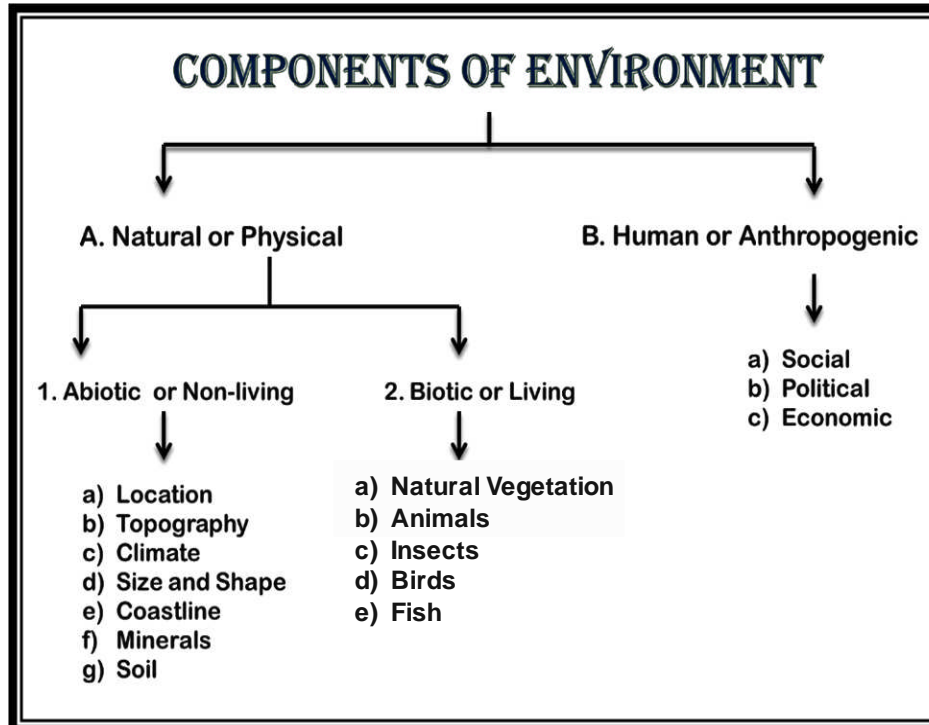 COMPONENTS OF ENVIRONMENT
A. Natural or Physical
B. Human or Anthropogenic
1. Abiotic or Non-living
2. Biotic or Living
a) Social
b) Political
c) Economic
a) Location
b) Topography
c) Climate
d) Size and Shape
e) Coastline
f) Minerals
g) Soil
a) Natural Vegetation
b) Animals
c) Insects
d) Birds
e) Fish